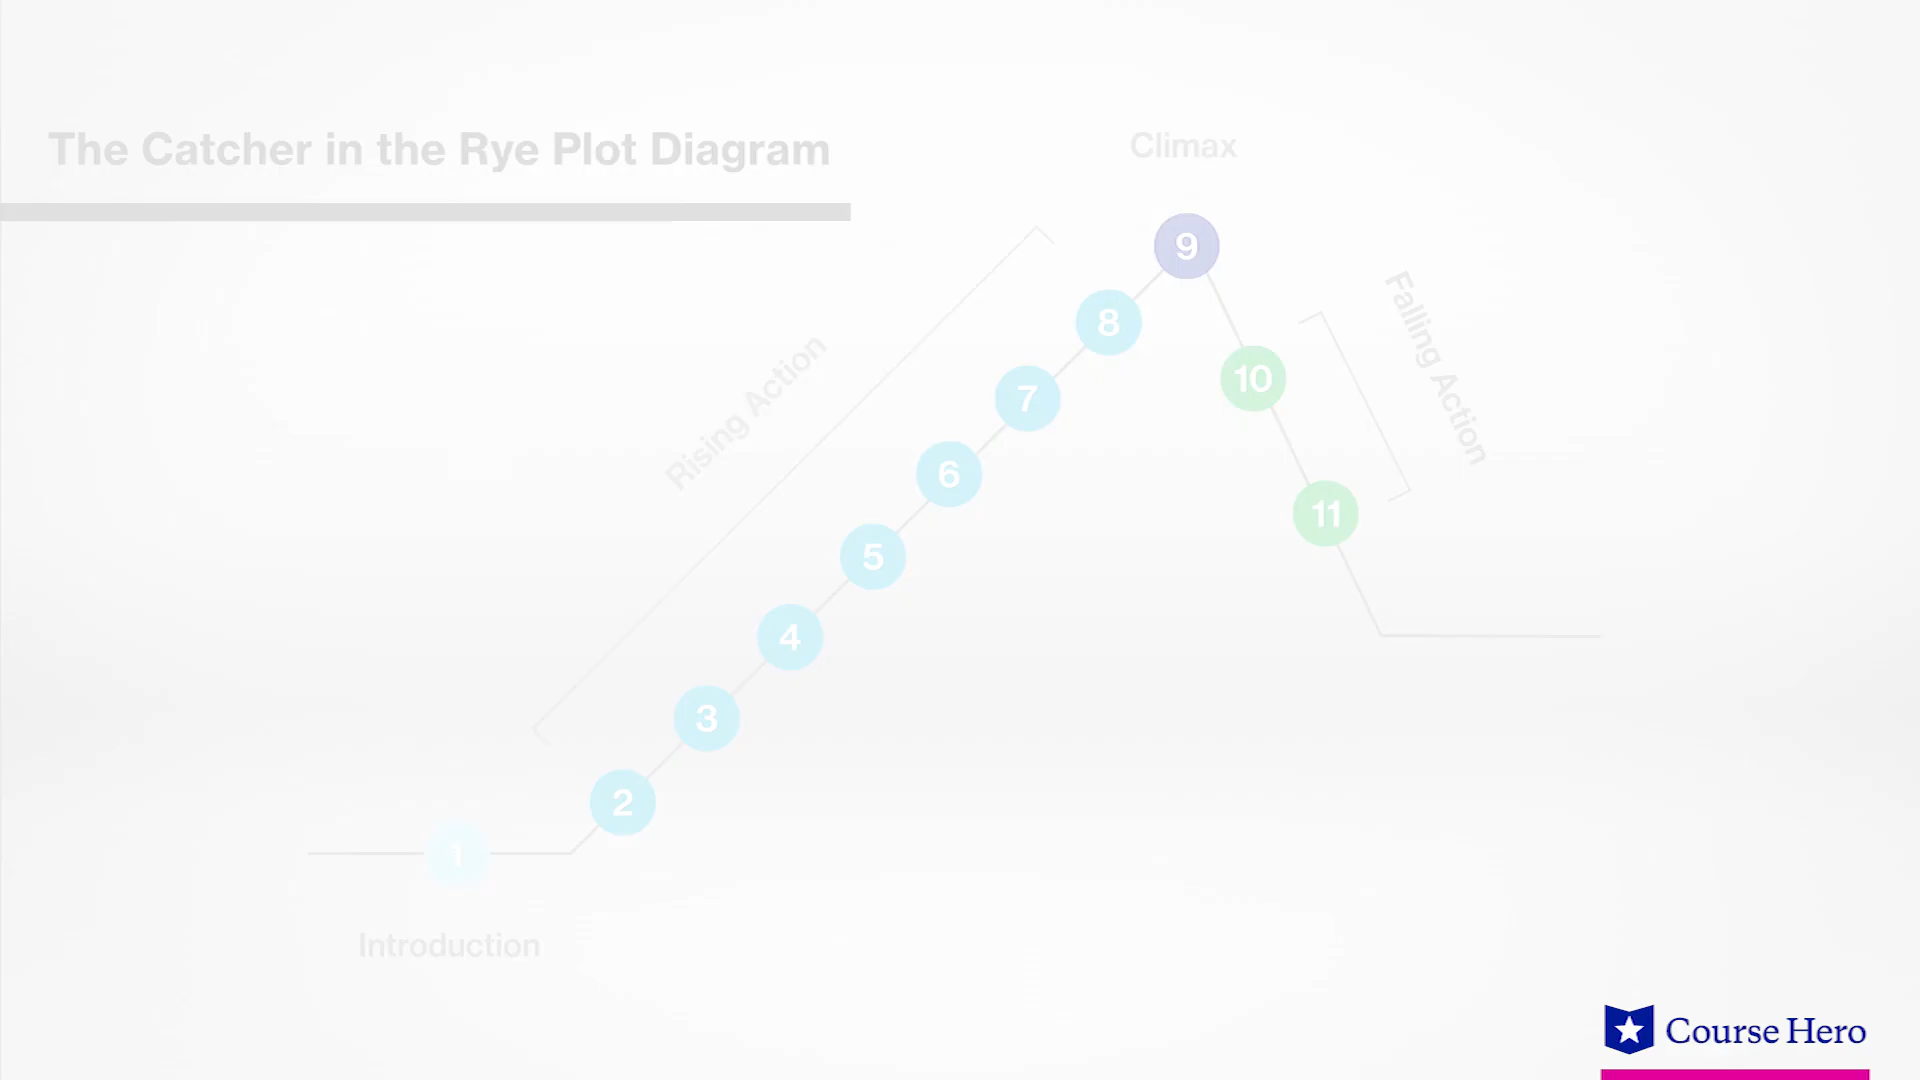 The Catcher in the Rye Plot Diagram
Climax
9
8
Falling Action
10
7
Rising Action
6
11
5
4
3
2
1
Introduction
Course Hero